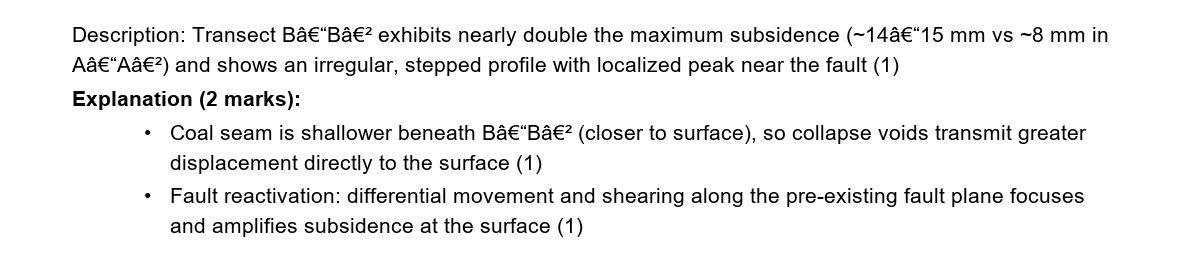 Description: Transect Bâ€“Bâ€² exhibits nearly double the maximum subsidence (~14â€“15 mm vs ~8 mm in
Aâ€“Aâ€²) and shows an irregular, stepped profile with localized peak near the fault (1)
Explanation (2 marks):
• Coal seam is shallower beneath Bâ€“Bâ€² (closer to surface), so collapse voids transmit greater
displacement directly to the surface (1)
• Fault reactivation: differential movement and shearing along the pre-existing fault plane focuses
and amplifies subsidence at the surface (1)